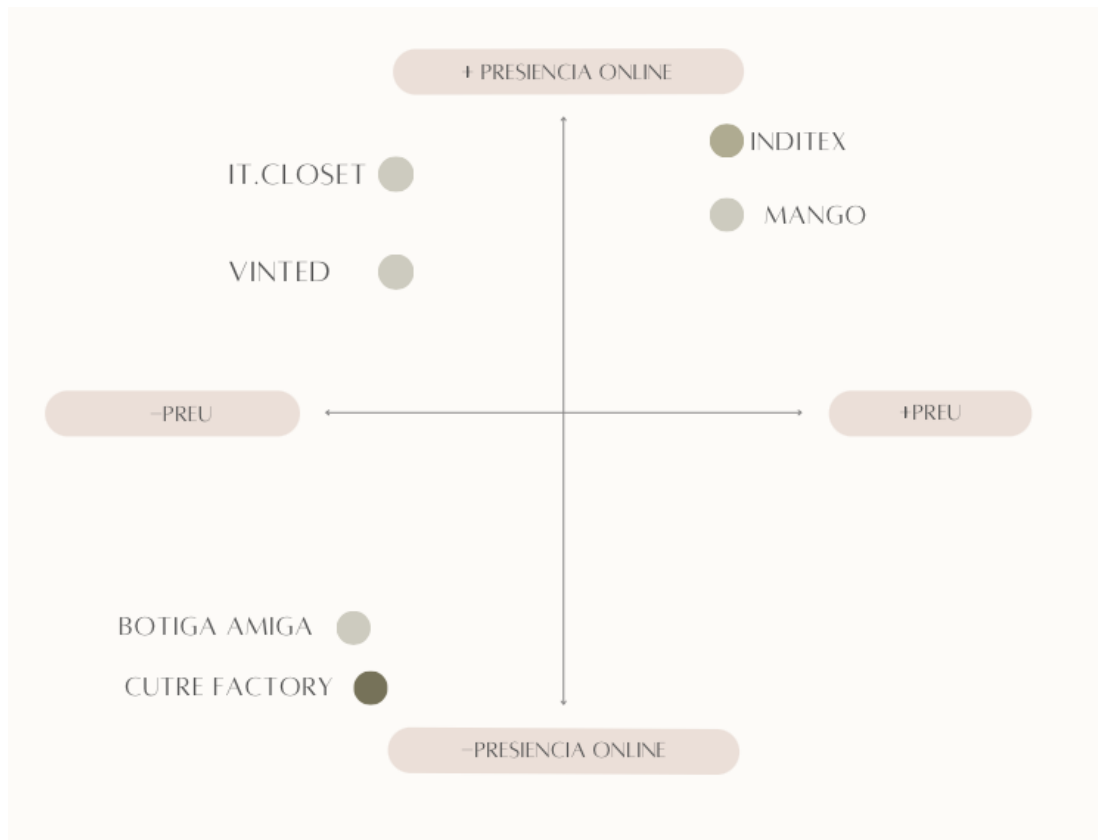 + PRESIENCIA ONLINE
INDITEX
IT.CLOSET
MANGO
VINTED
-PREU
+PREU
BOTIGA AMIGA
CUTRE FACTORY
-PRESIENCIA ONLINE